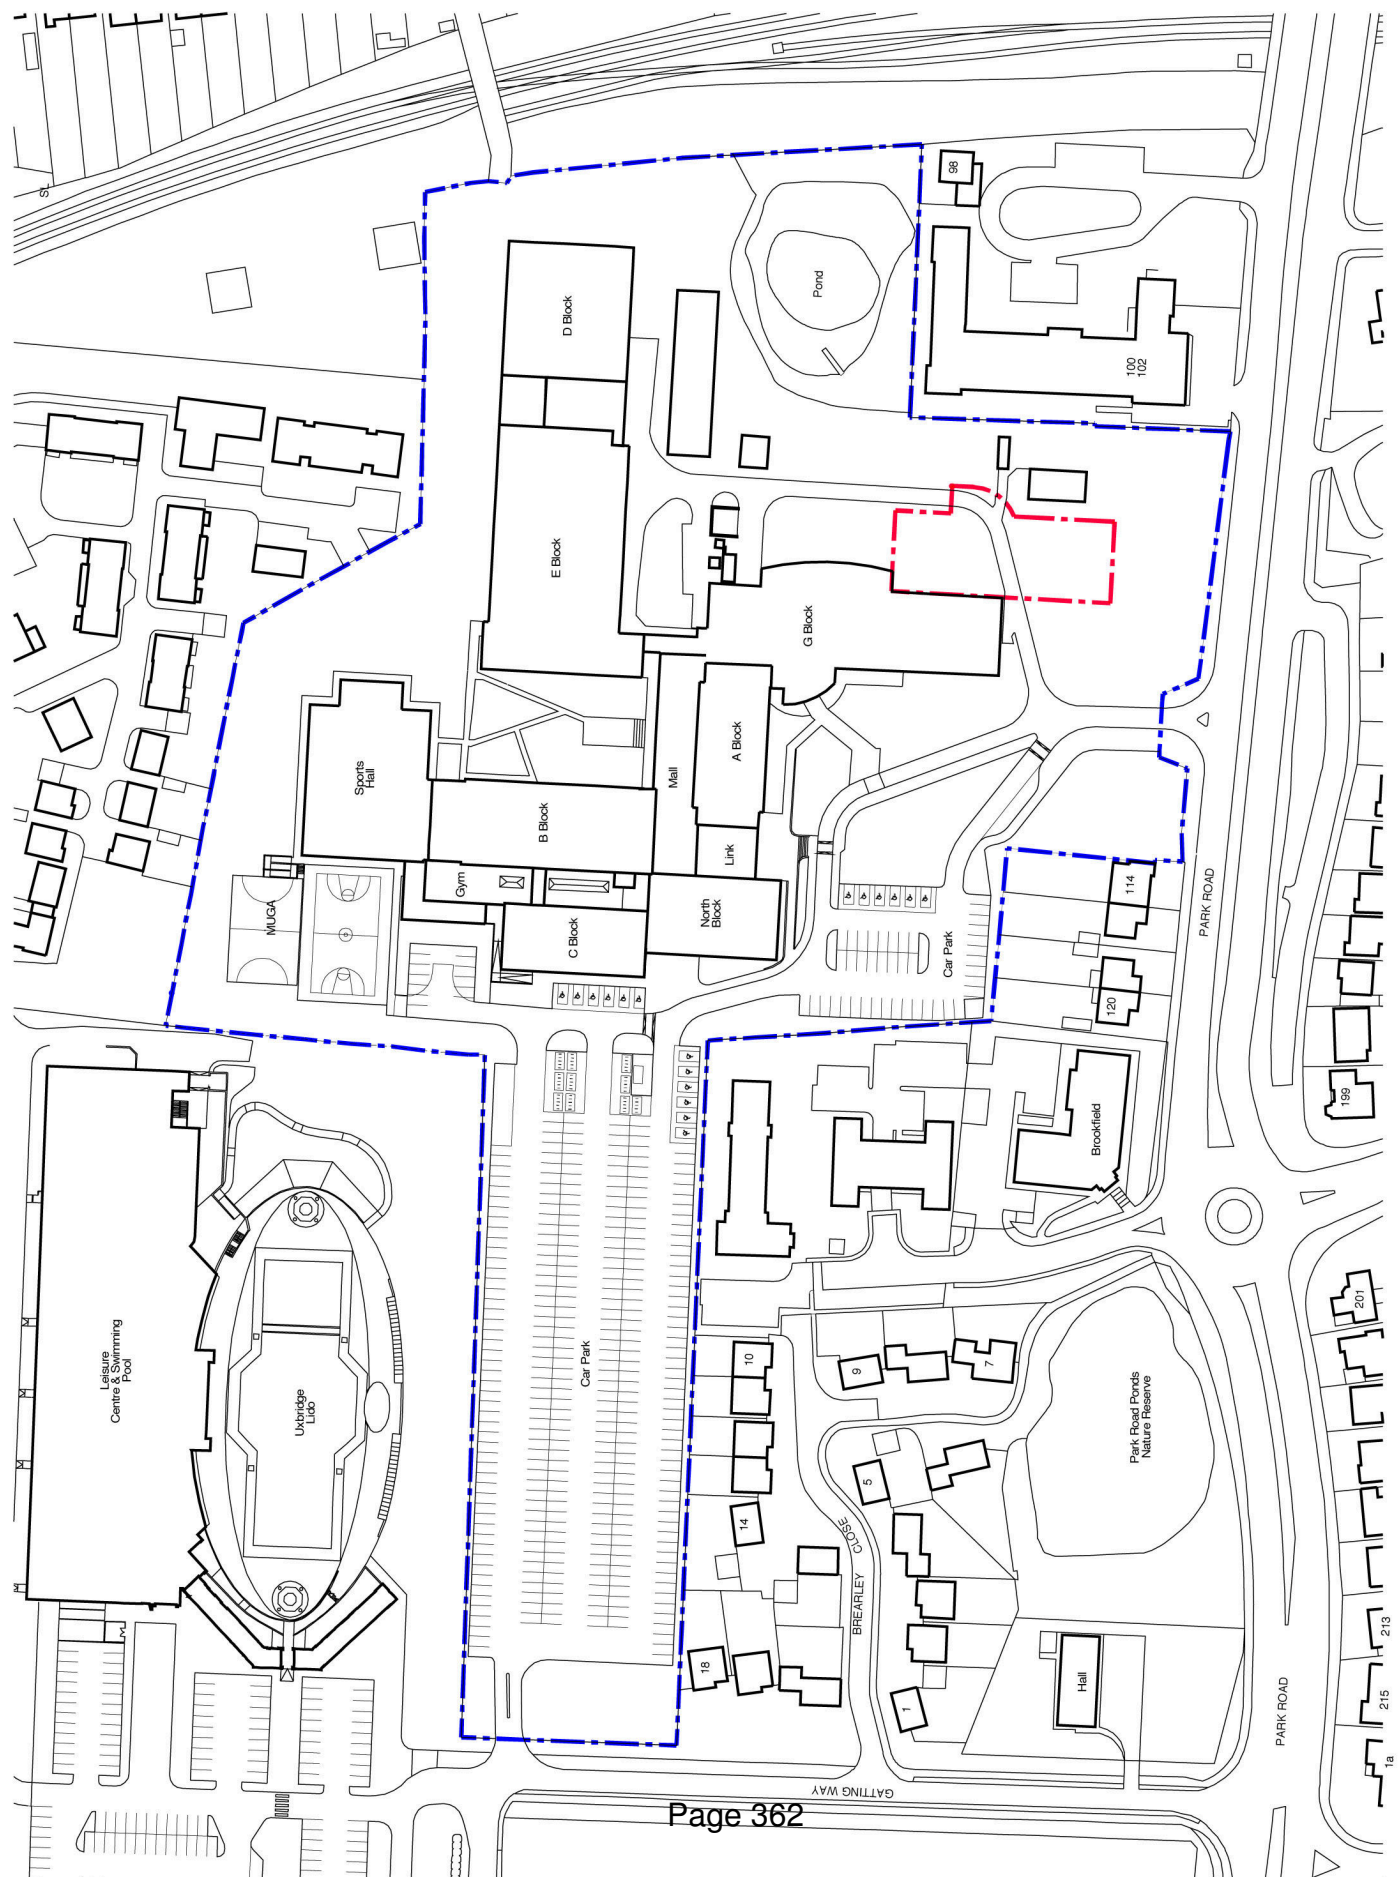 SL
98
Pond
D Block
100
102
E Block
G Block
Sports
Hall
A Block
Mall
B Block
Link
Gym
114
PARK ROAD
MUGA
North
Block
C Block
Car Park
120
199
Brookfield
Leisure
Centre & Swimming
Pool
Uxbridge
Lido
Car Park
10
9
7
201
Park Road Ponds
Nature Reserve
5
14
BREARLEY CLOSE
18
1
Hall
213
215
PARK ROAD
1a
GATTING WAY
Page 362